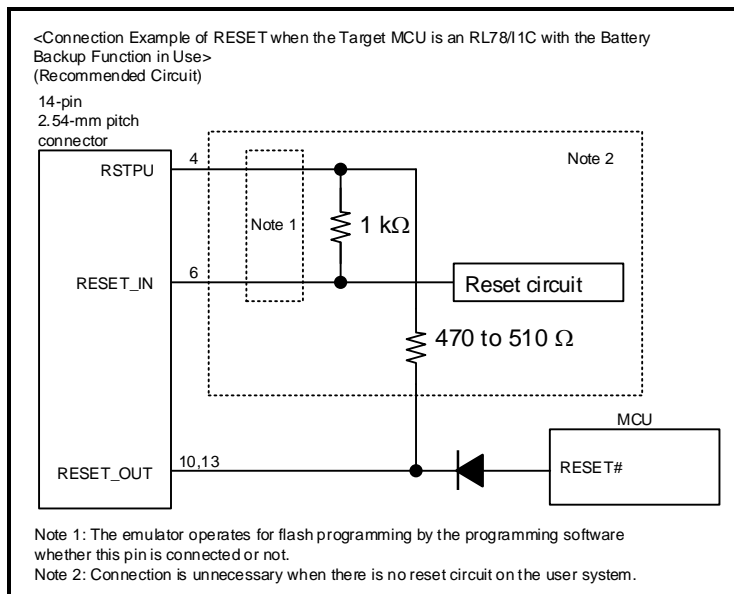 <Connection Example of RESET when the Target MCU is an RL78/I1C with the Battery
Backup Function in Use>
(Recommended Circuit)
14-pin
2.54-mm pitch
connector
RSTPU
4
Note 2
Note 1
1 kΩ
RESET_IN
6
Reset circuit
470 to 510 Ω
MCU
RESET_OUT
10,13
RESET#
Note 1: The emulator operates for flash programming by the programming software
whether this pin is connected or not.
Note 2: Connection is unnecessary when there is no reset circuit on the user system.